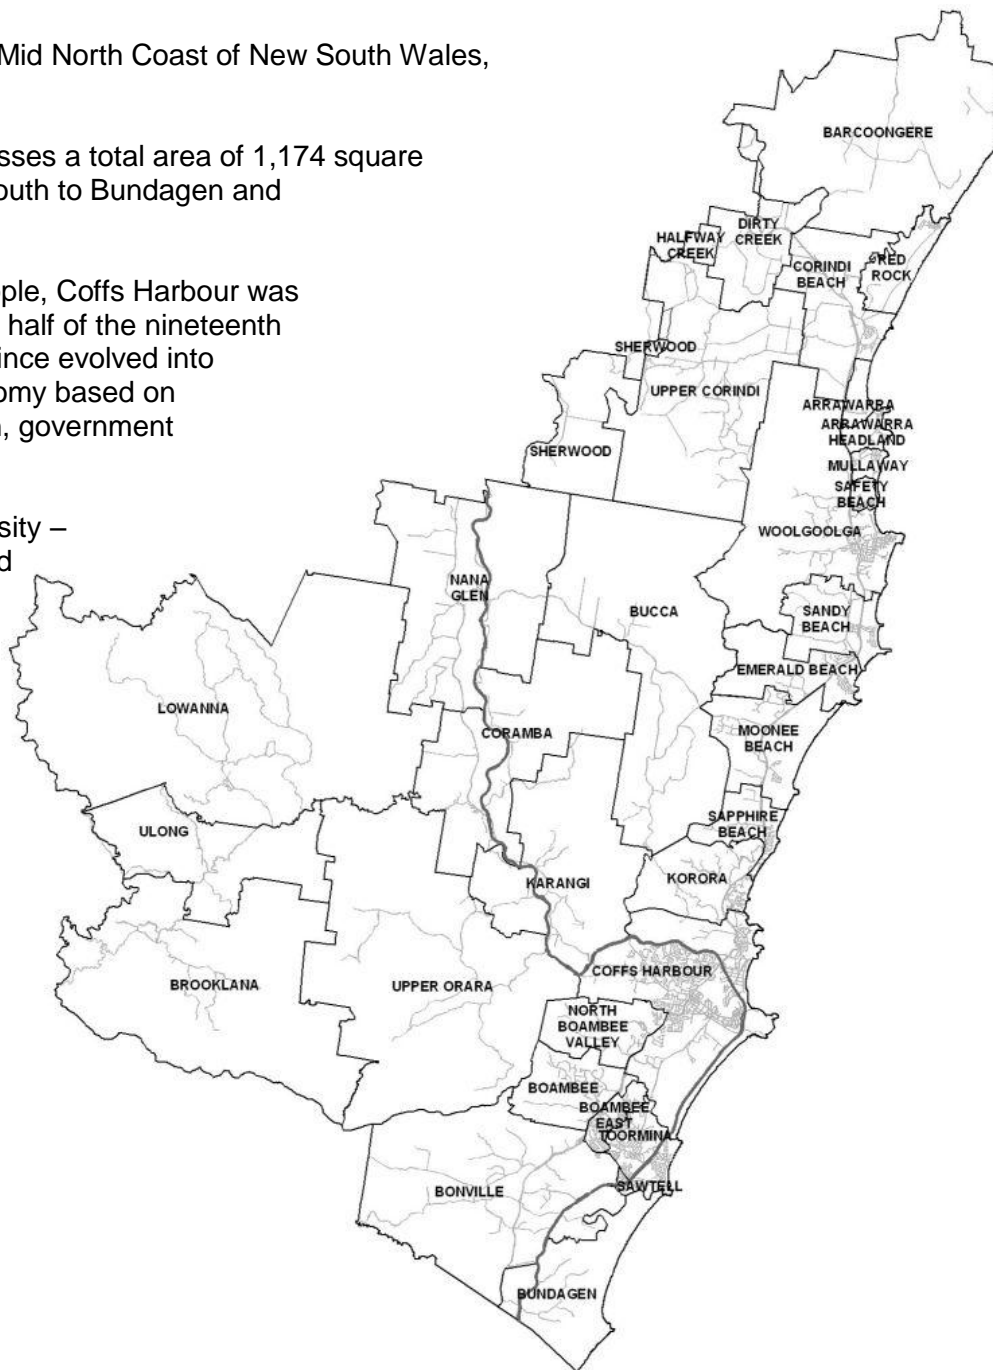 Mid North Coast of New South Wales,
sses a total area of 1,174 square
outh to Bundagen and
ple, Coffs Harbour was
half of the nineteenth
ince evolved into
omy based on
n, government
sity –
d
BARCOONGERE
DIRTY
CREEK
HALFWAY
CREEK
RED
ROCK
CORINDI
BEACH
SHERWOOD
UPPER CORINDI
ARRAWARRA
ARRAWARRA
HEADLAND
SHERWOOD
MULLAWAY
SAFETY
BEACH
WOOLGOOLGA
NANA
GLEN
BUCCA
SANDY
BEACH
EMERALD BEACH
LOWANNA
CORAMBA
MOONEE
BEACH
SAPPHIRE
BEACH
ULONG
KARANGI
KORORA
BROOKLANA
UPPER ORARA
COFFS HARBOUR
NORTH
BOAMBEE
VALLEY
BOAMBEE
BOAMBEE
EAST
TOORMINA
BONVILLE
SAWTELL
BUNDAGEN